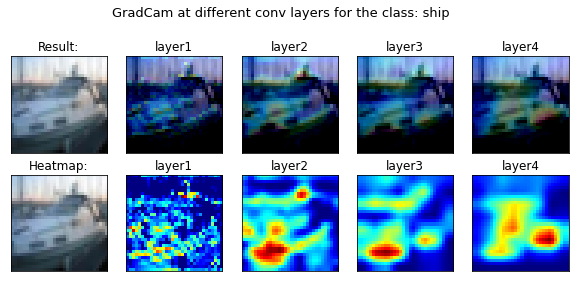 GradCam at different conv layers for the class: ship
Result: layer1 layer2 layer3 layer4
Heatmap: layer1 layer2 layer3 layer4